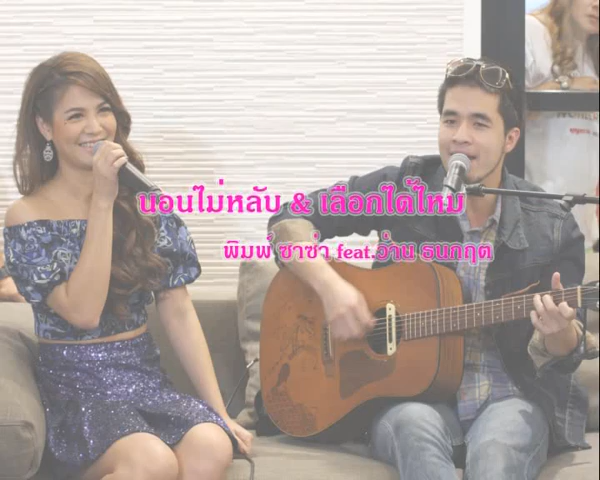 นอนไม่หลับ & เลือกได้ไหม
พิมพ์ ซาซ่า feat.ว่าน ธนกฤต